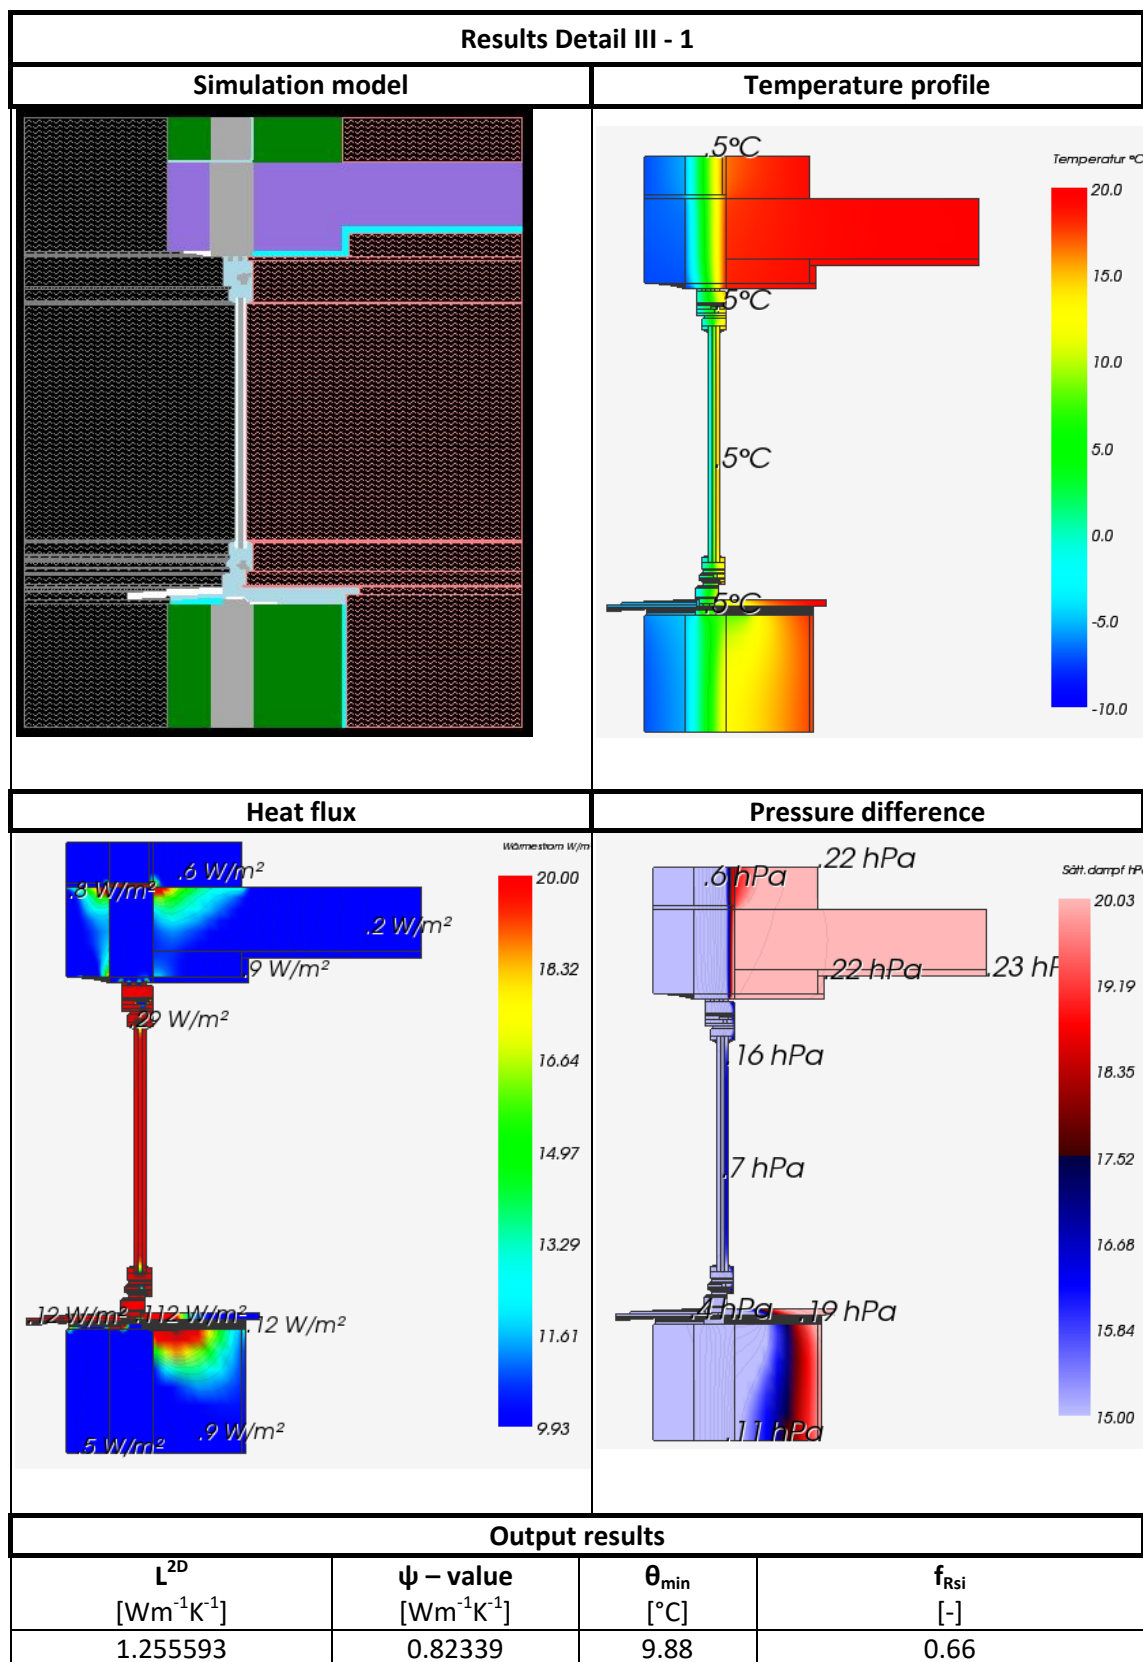 Results Detail III - 1
Simulation model
Temperature profile
.5°C
.5°C
.5°C
.5°C
Temperatur °C
20.0
15.0
10.0
5.0
0.0
-5.0
-10.0
Heat flux
Pressure difference
.6 W/m²
.8 W/m²
.2 W/m²
.9 W/m²
.29 W/m²
.12 W/m²
.112 W/m²
.12 W/m²
.9 W/m²
.5 W/m²
Wärmestrom W/m
20.00
18.32
16.64
14.97
13.29
11.61
9.93
.22 hPa
.6 hPa
.22 hPa
.23 hP
.16 hPa
.7 hPa
.4 hPa
.19 hPa
.11 hPa
Sätt.dampf hP
20.03
19.19
18.35
17.52
16.68
15.84
15.00
Output results
L2D ψ – value θmin fRsi
[Wm-1K-1] [Wm-1K-1] [°C] [-]
1.255593 0.82339 9.88 0.66